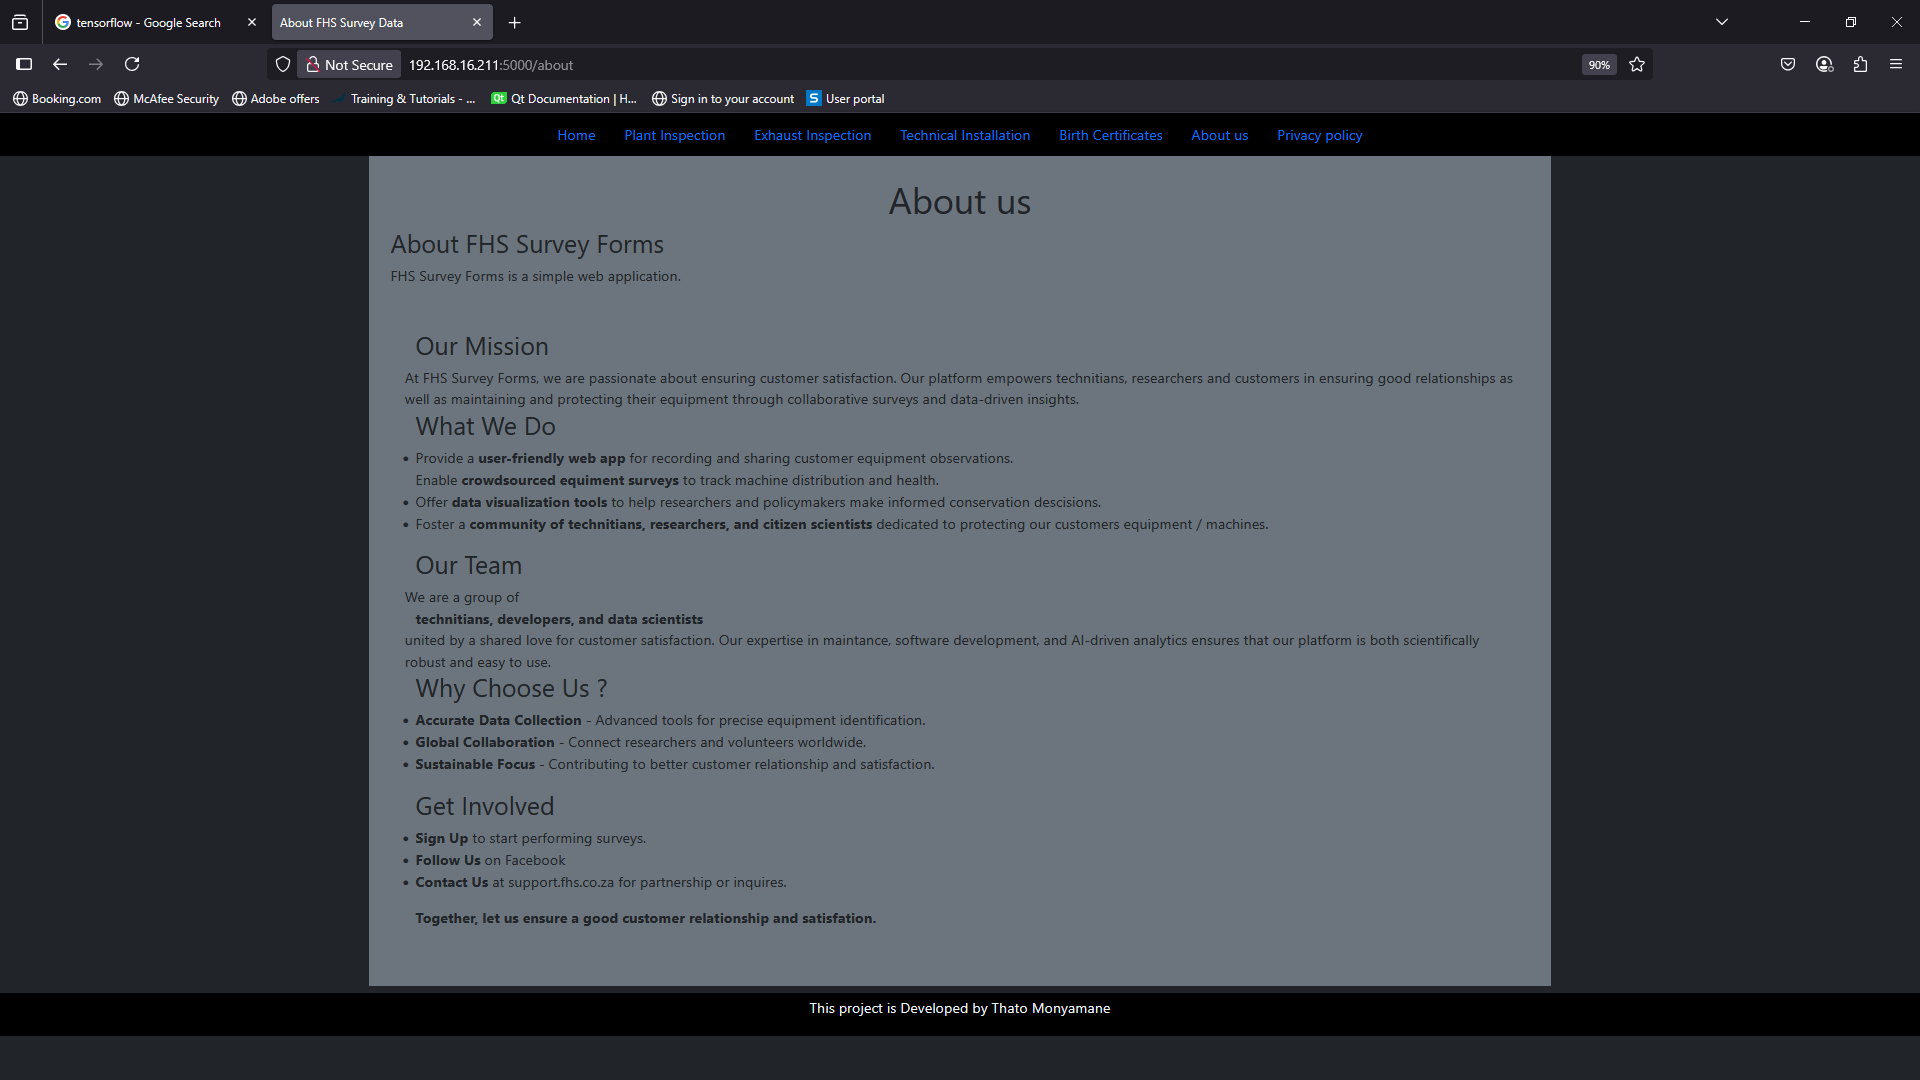 tensorflow - Google Search
About FHS Survey Data
Not Secure
192.168.16.211:5000/about
90%
Booking.com
McAfee Security
Adobe offers
Training & Tutorials - ...
Qt Documentation | H...
Sign in to your account
User portal
Home
Plant Inspection
Exhaust Inspection
Technical Installation
Birth Certificates
About us
Privacy policy
About us
About FHS Survey Forms
FHS Survey Forms is a simple web application.
Our Mission
At FHS Survey Forms, we are passionate about ensuring customer satisfaction. Our platform empowers technitians, researchers and customers in ensuring good relationships as
well as maintaining and protecting their equipment through collaborative surveys and data-driven insights.
What We Do
• Provide a user-friendly web app for recording and sharing customer equipment observations.
Enable crowdsourced equiment surveys to track machine distribution and health.
• Offer data visualization tools to help researchers and policymakers make informed conservation descisions.
• Foster a community of technitians, researchers, and citizen scientists dedicated to protecting our customers equipment / machines.
Our Team
We are a group of
technitians, developers, and data scientists
united by a shared love for customer satisfaction. Our expertise in maintance, software development, and AI-driven analytics ensures that our platform is both scientifically
robust and easy to use.
Why Choose Us ?
• Accurate Data Collection - Advanced tools for precise equipment identification.
• Global Collaboration - Connect researchers and volunteers worldwide.
• Sustainable Focus - Contributing to better customer relationship and satisfaction.
Get Involved
• Sign Up to start performing surveys.
• Follow Us on Facebook
• Contact Us at support.fhs.co.za for partnership or inquires.
Together, let us ensure a good customer relationship and satisfation.
This project is Developed by Thato Monyamane